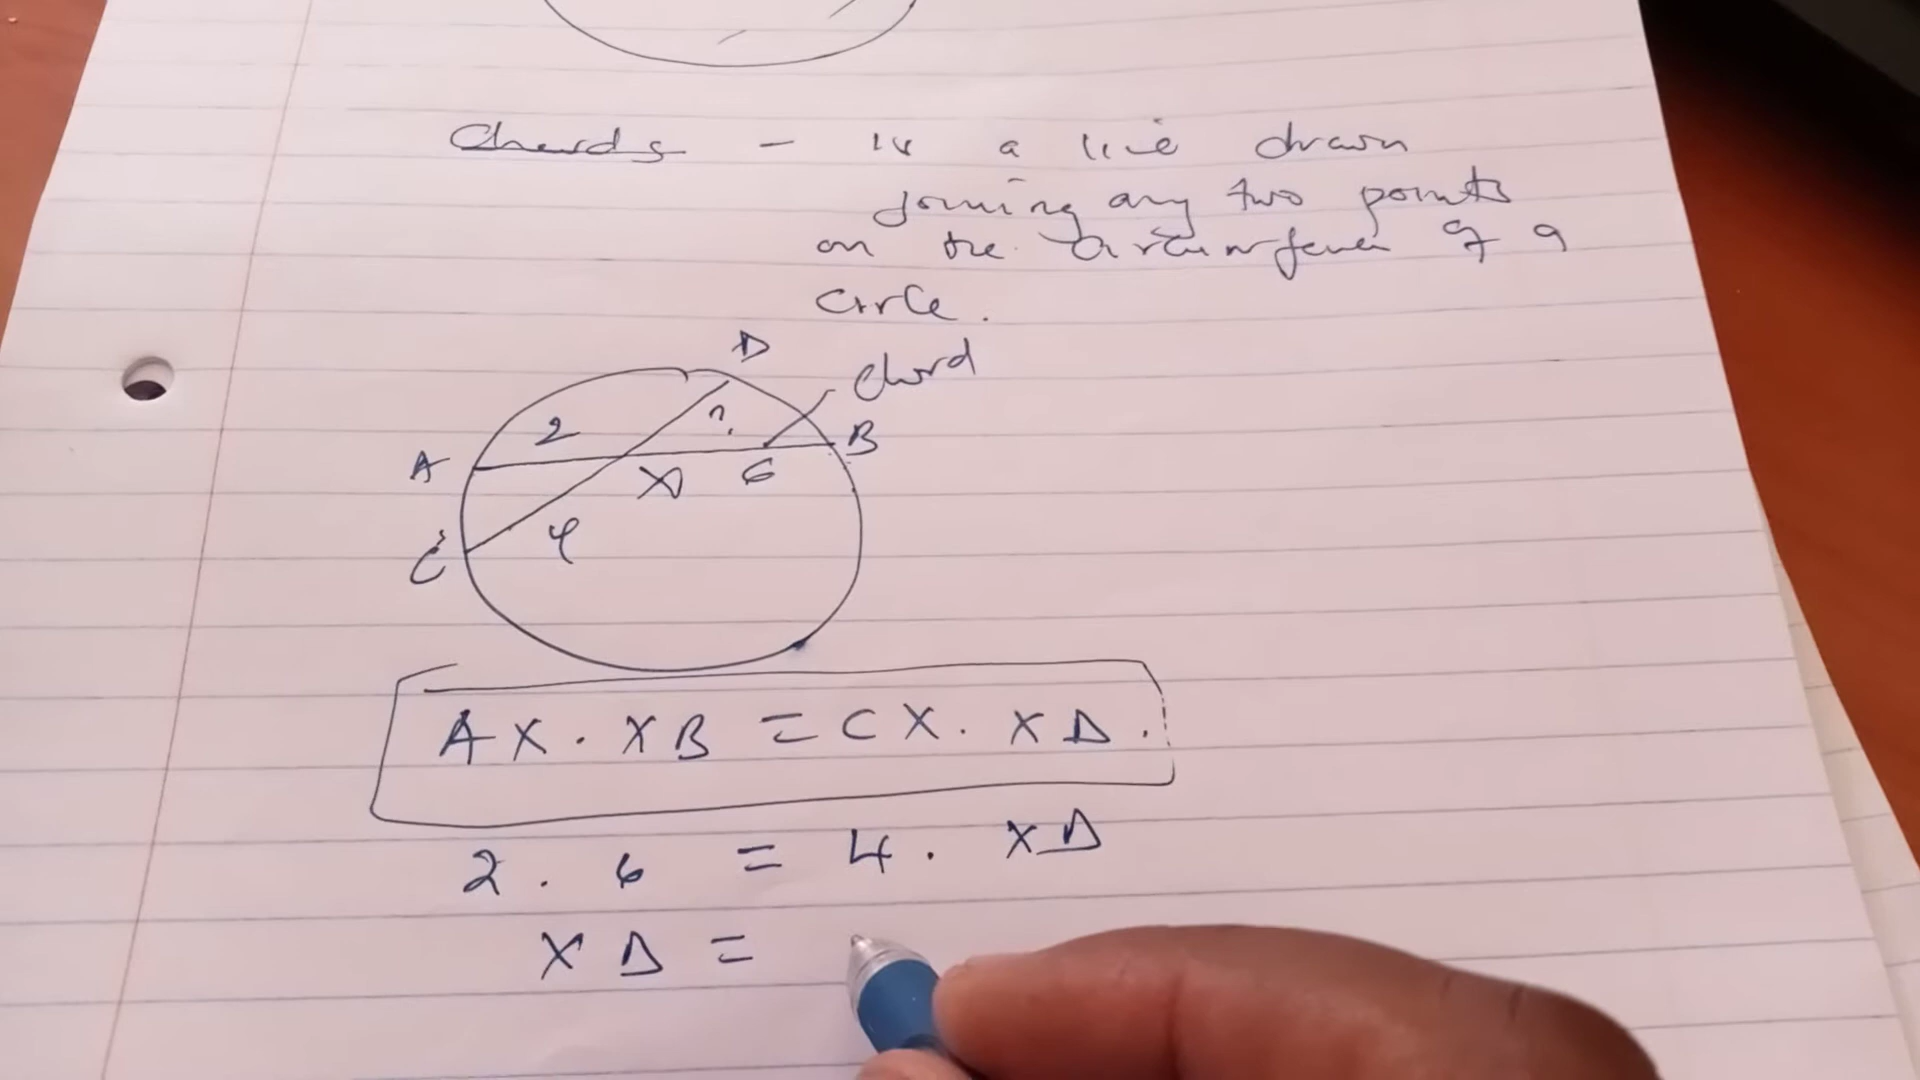 Chords - is a line drawn
joining any two points
on the circumference of a
circle.
D
chord
2
?
A
B
X
6
C
4
AX . XB = CX . XD .
2 . 6 = 4 . XD
XD =